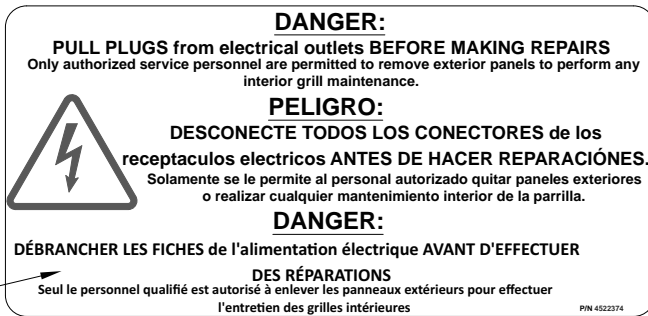 DANGER:
PULL PLUGS from electrical outlets BEFORE MAKING REPAIRS
Only authorized service personnel are permitted to remove exterior panels to perform any
interior grill maintenance.
PELIGRO:
DESCONECTE TODOS LOS CONECTORES de los
receptaculos electricos ANTES DE HACER REPARACIÓNES.
Solamente se le permite al personal autorizado quitar paneles exteriores
o realizar cualquier mantenimiento interior de la parrilla.
DANGER:
DÉBRANCHER LES FICHES de l'alimentation électrique AVANT D'EFFECTUER
DES RÉPARATIONS
Seul le personnel qualifié est autorisé à enlever les panneaux extérieurs pour effectuer
l'entretien des grilles intérieures
P/N 4522374